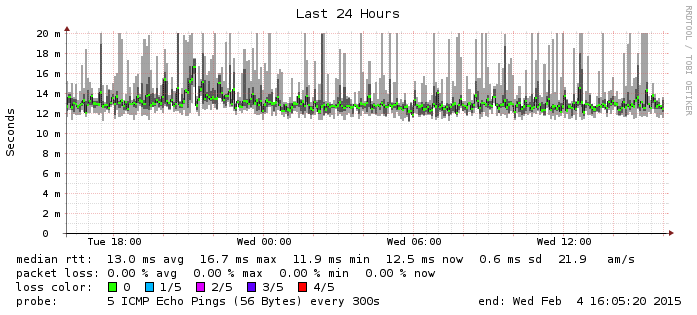 Last 24 Hours
RRDTOOL / TOBI OETIKER
Seconds
20 m
18 m
16 m
14 m
12 m
10 m
8 m
6 m
4 m
2 m
0
Tue 18:00 Wed 00:00 Wed 06:00 Wed 12:00
median rtt: 13.0 ms avg 16.7 ms max 11.9 ms min 12.5 ms now 0.6 ms sd 21.9 am/s
packet loss: 0.00 % avg 0.00 % max 0.00 % min 0.00 % now
loss color: 0 1/5 2/5 3/5 4/5
probe: 5 ICMP Echo Pings (56 Bytes) every 300s end: Wed Feb 4 16:05:20 2015